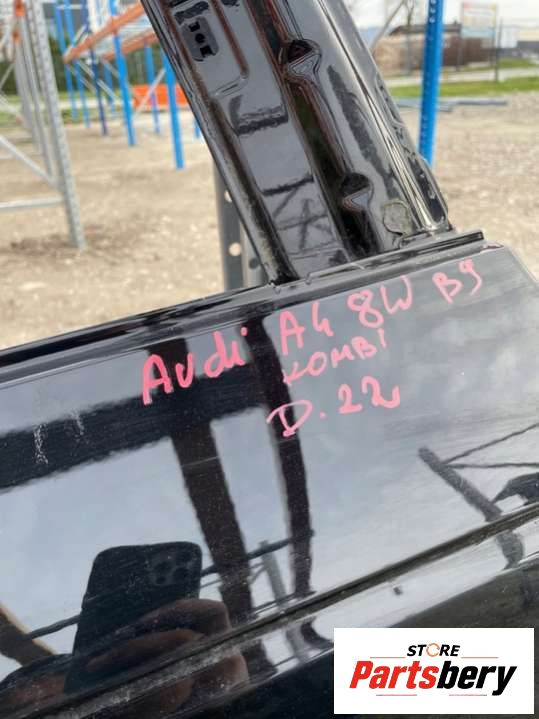 Audi A4 8W B9
KOMBI
D.22
STORE
Partsbery